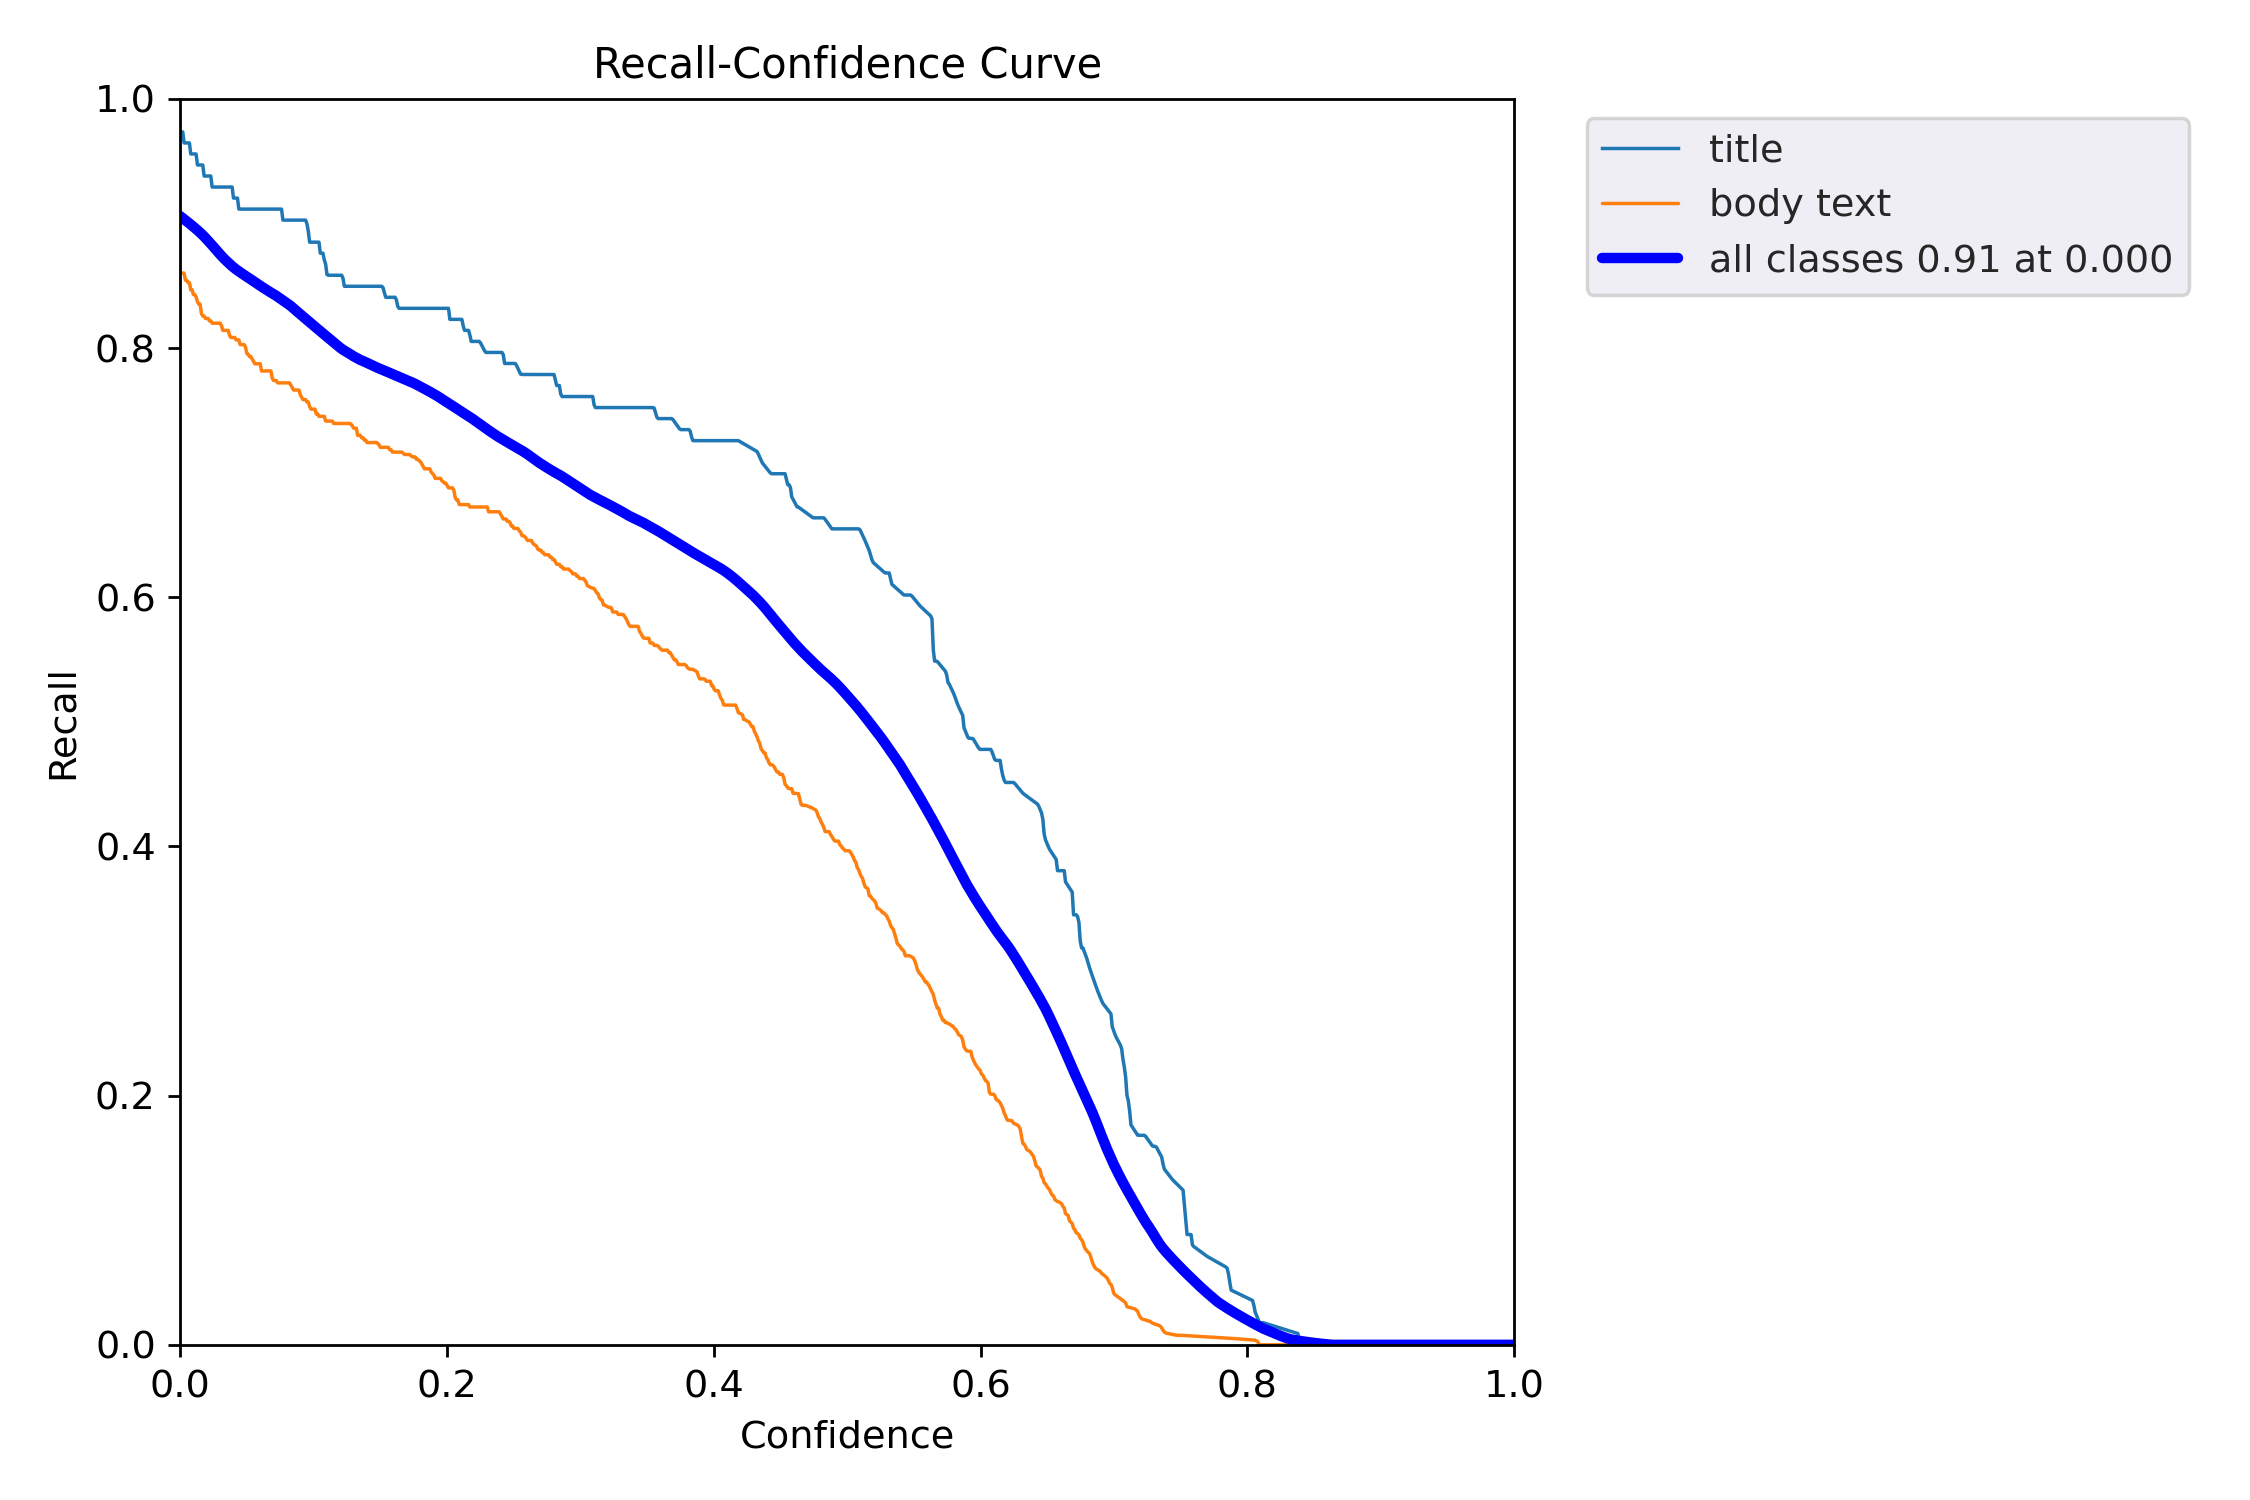 Recall-Confidence Curve
1.0
0.8
0.6
0.4
0.2
0.0
Recall
0.0 0.2 0.4 0.6 0.8 1.0
Confidence
title
body text
all classes 0.91 at 0.000